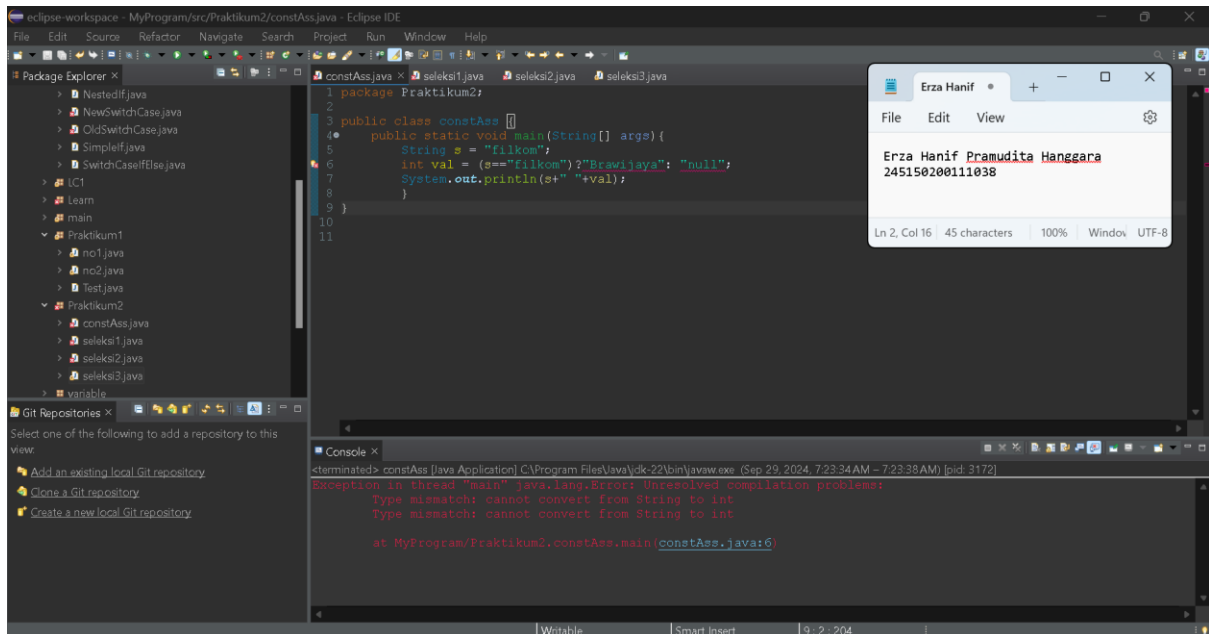 eclipse-workspace - MyProgram/src/Praktikum2/constAss.java - Eclipse IDE
File Edit Source Refactor Navigate Search Project Run Window Help
Package Explorer
NestedIf.java
NewSwitchCase.java
OldSwitchCase.java
SimpleIf.java
SwitchCaseIfElse.java
LC1
Learn
main
Praktikum1
no1.java
no2.java
Test.java
Praktikum2
constAss.java
seleksi1.java
seleksi2.java
seleksi3.java
variable
Git Repositories
Select one of the following to add a repository to this
view:
Add an existing local Git repository
Clone a Git repository
Create a new local Git repository
constAss.java seleksi1.java seleksi2.java seleksi3.java
1 package Praktikum2;
2
3 public class constAss {
4 public static void main(String[] args){
5 String s = "filkom";
6 int val = (s=="filkom")?"Brawijaya": "null";
7 System.out.println(s+" "+val);
8 }
9 }
10
11
Erza Hanif
File Edit View
Erza Hanif Pramudita Hanggara
245150200111038
Ln 2, Col 16 45 characters 100% Window UTF-8
Console
<terminated> constAss [Java Application] C:\Program Files\Java\jdk-22\bin\javaw.exe (Sep 29, 2024, 7:23:34 AM – 7:23:38 AM) [pid: 3172]
Exception in thread "main" java.lang.Error: Unresolved compilation problems:
Type mismatch: cannot convert from String to int
Type mismatch: cannot convert from String to int
at MyProgram/Praktikum2.constAss.main(constAss.java:6)
Writable Smart Insert 9 : 2 : 204